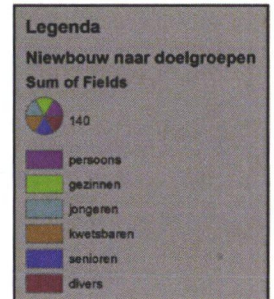 Legenda
Niewbouw naar doelgroepen
Sum of Fields
140
persoons
gezinnen
jongeren
kwetsbaren
senioren
divers